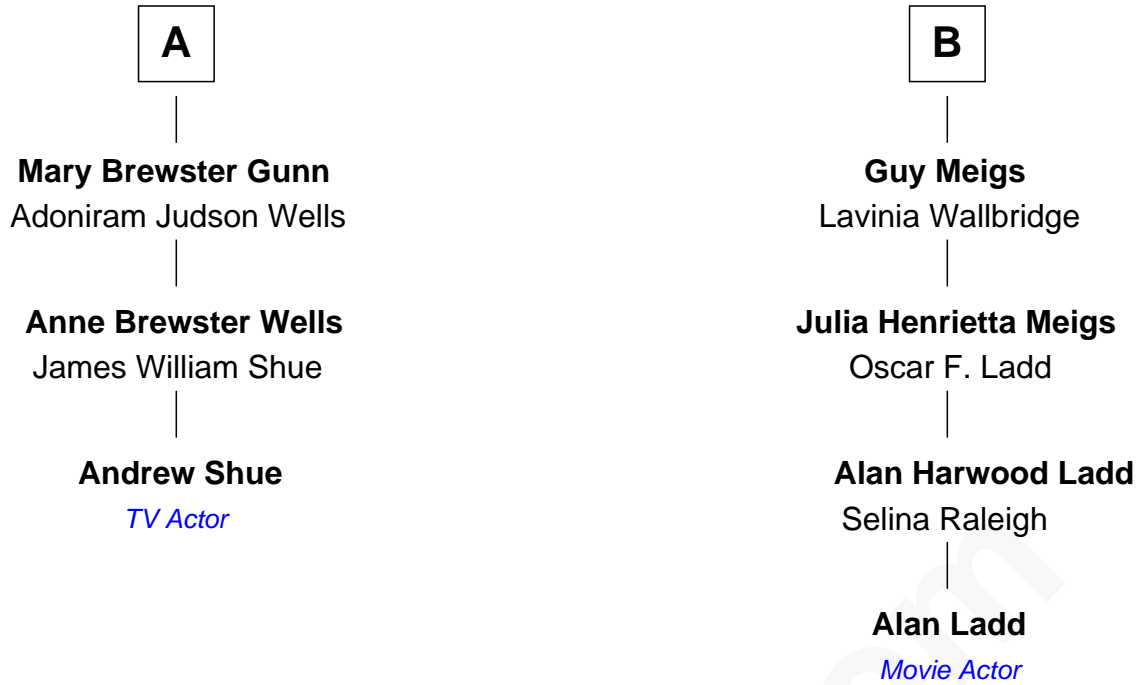 A
Mary Brewster Gunn
Adoniram Judson Wells
Anne Brewster Wells
James William Shue
Andrew Shue
TV Actor
B
Guy Meigs
Lavinia Wallbridge
Julia Henrietta Meigs
Oscar F. Ladd
Alan Harwood Ladd
Selina Raleigh
Alan Ladd
Movie Actor